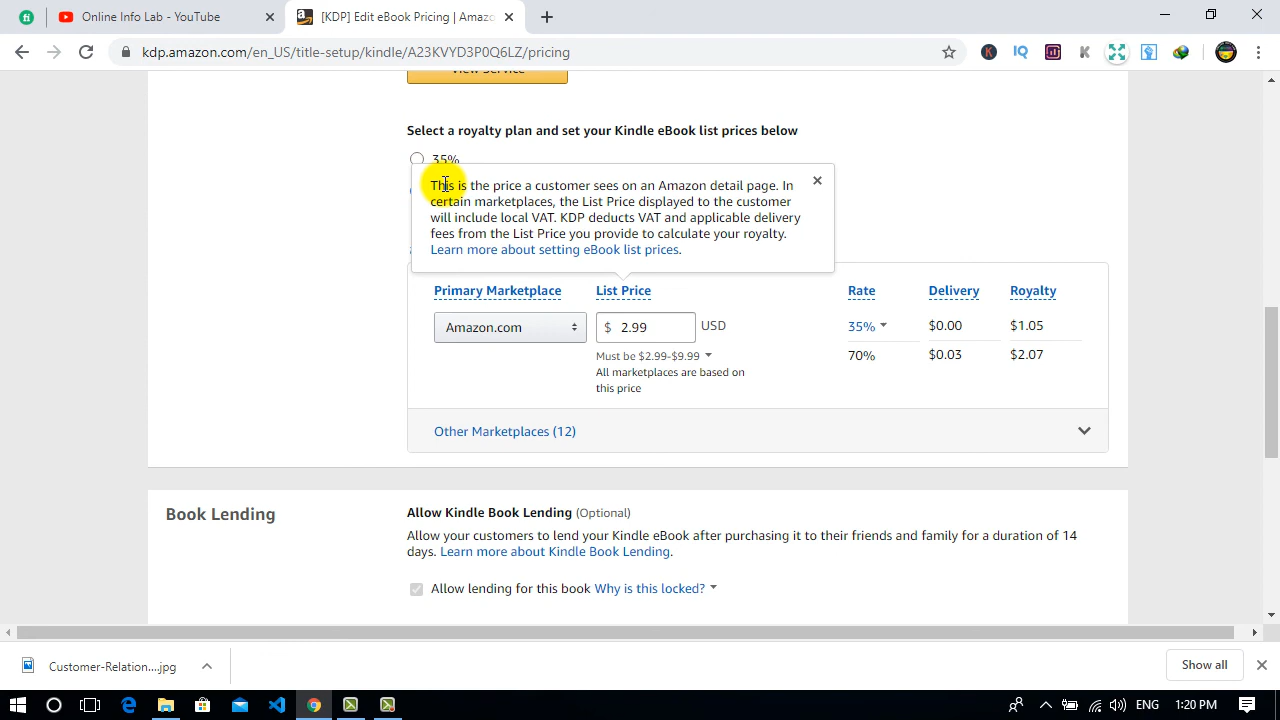 Online Info Lab - YouTube
[KDP] Edit eBook Pricing | Amazo
kdp.amazon.com/en_US/title-setup/kindle/A23KVYD3P0Q6LZ/pricing
View Service
Select a royalty plan and set your Kindle eBook list prices below
35%
This is the price a customer sees on an Amazon detail page. In
certain marketplaces, the List Price displayed to the customer
will include local VAT. KDP deducts VAT and applicable delivery
fees from the List Price you provide to calculate your royalty.
Learn more about setting eBook list prices.
Primary Marketplace List Price Rate Delivery Royalty
Amazon.com $ 2.99 USD 35% $0.00 $1.05
Must be $2.99-$9.99 70% $0.03 $2.07
All marketplaces are based on
this price
Other Marketplaces (12)
Book Lending
Allow Kindle Book Lending (Optional)
Allow your customers to lend your Kindle eBook after purchasing it to their friends and family for a duration of 14
days. Learn more about Kindle Book Lending.
Allow lending for this book Why is this locked?
Customer-Relation....jpg
Show all
ENG 1:20 PM